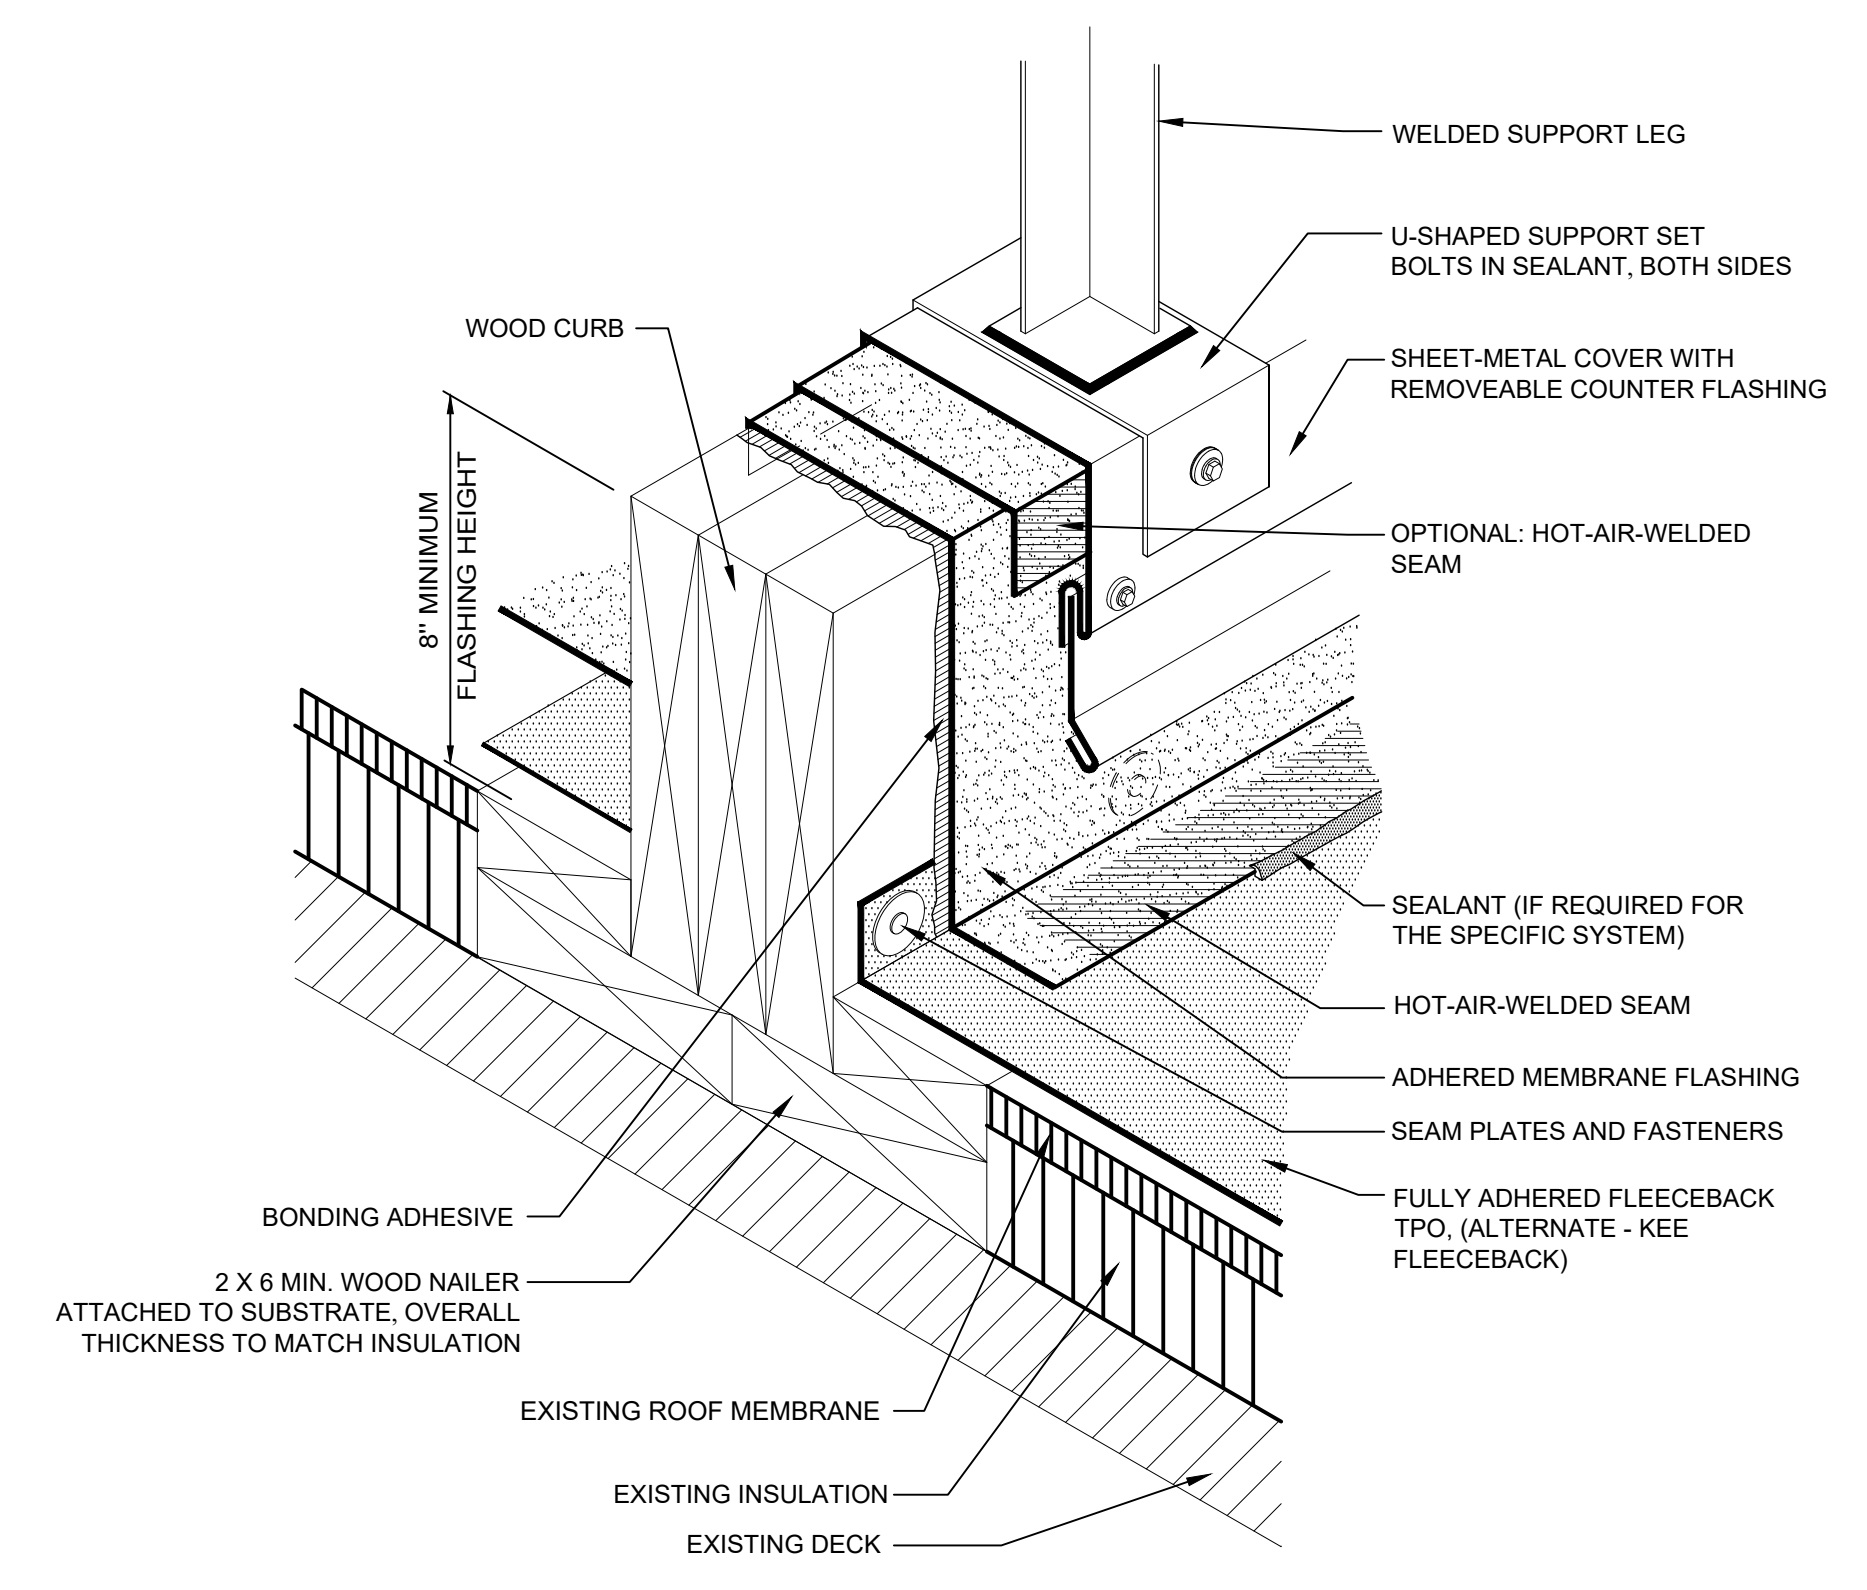 WELDED SUPPORT LEG
U-SHAPED SUPPORT SET
BOLTS IN SEALANT, BOTH SIDES
WOOD CURB
SHEET-METAL COVER WITH
REMOVEABLE COUNTER FLASHING
8" MINIMUM
FLASHING HEIGHT
OPTIONAL: HOT-AIR-WELDED
SEAM
SEALANT (IF REQUIRED FOR
THE SPECIFIC SYSTEM)
HOT-AIR-WELDED SEAM
ADHERED MEMBRANE FLASHING
SEAM PLATES AND FASTENERS
FULLY ADHERED FLEECEBACK
TPO, (ALTERNATE - KEE
FLEECEBACK)
BONDING ADHESIVE
2 X 6 MIN. WOOD NAILER
ATTACHED TO SUBSTRATE, OVERALL
THICKNESS TO MATCH INSULATION
EXISTING ROOF MEMBRANE
EXISTING INSULATION
EXISTING DECK